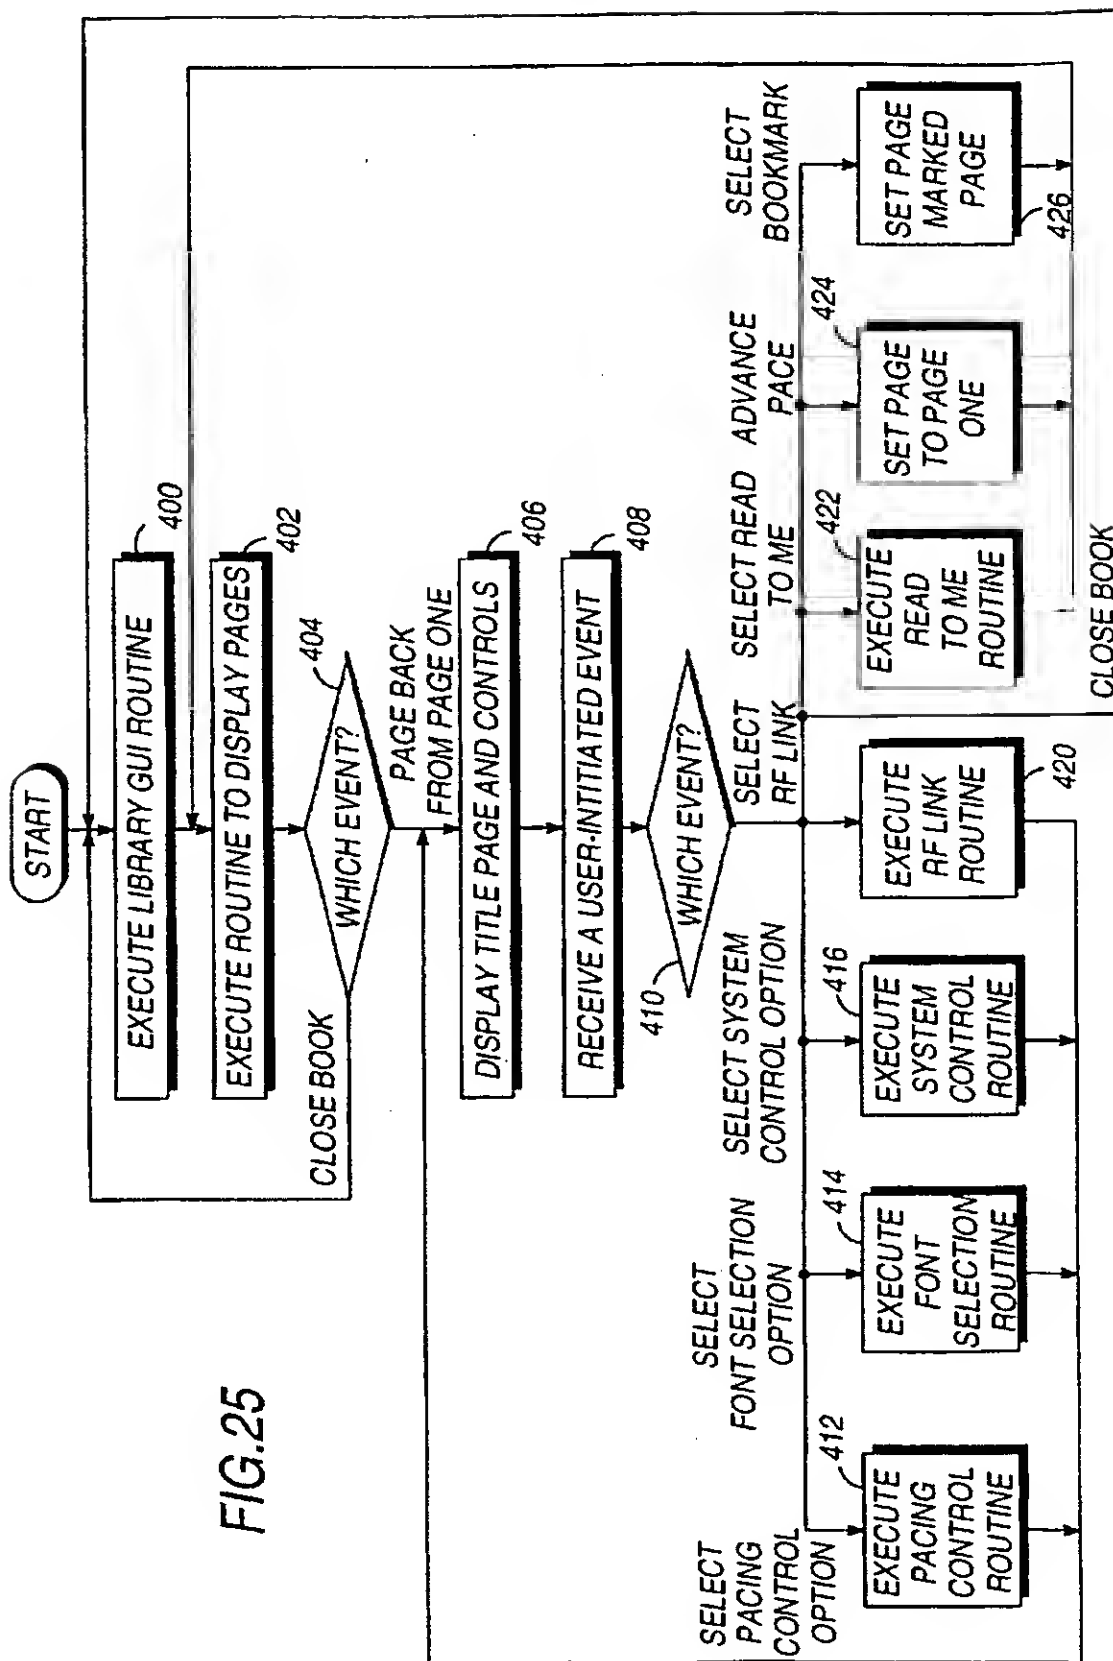 FIG.25
START
EXECUTE LIBRARY GUI ROUTINE
400
EXECUTE ROUTINE TO DISPLAY PAGES
402
WHICH EVENT?
404
CLOSE BOOK
PAGE BACK
FROM PAGE ONE
DISPLAY TITLE PAGE AND CONTROLS
406
RECEIVE A USER-INITIATED EVENT
408
WHICH EVENT?
410
SELECT
PACING
CONTROL
OPTION
SELECT
FONT SELECTION
OPTION
SELECT SYSTEM
CONTROL OPTION
SELECT
RF LINK
SELECT READ
TO ME
ADVANCE
PACE
SELECT
BOOKMARK
412
EXECUTE
PACING
CONTROL
ROUTINE
414
EXECUTE
FONT
SELECTION
ROUTINE
416
EXECUTE
SYSTEM
CONTROL
ROUTINE
EXECUTE
RF LINK
ROUTINE
420
422
EXECUTE
READ
TO ME
ROUTINE
424
SET PAGE
TO PAGE
ONE
SET PAGE
MARKED
PAGE
426
CLOSE BOOK